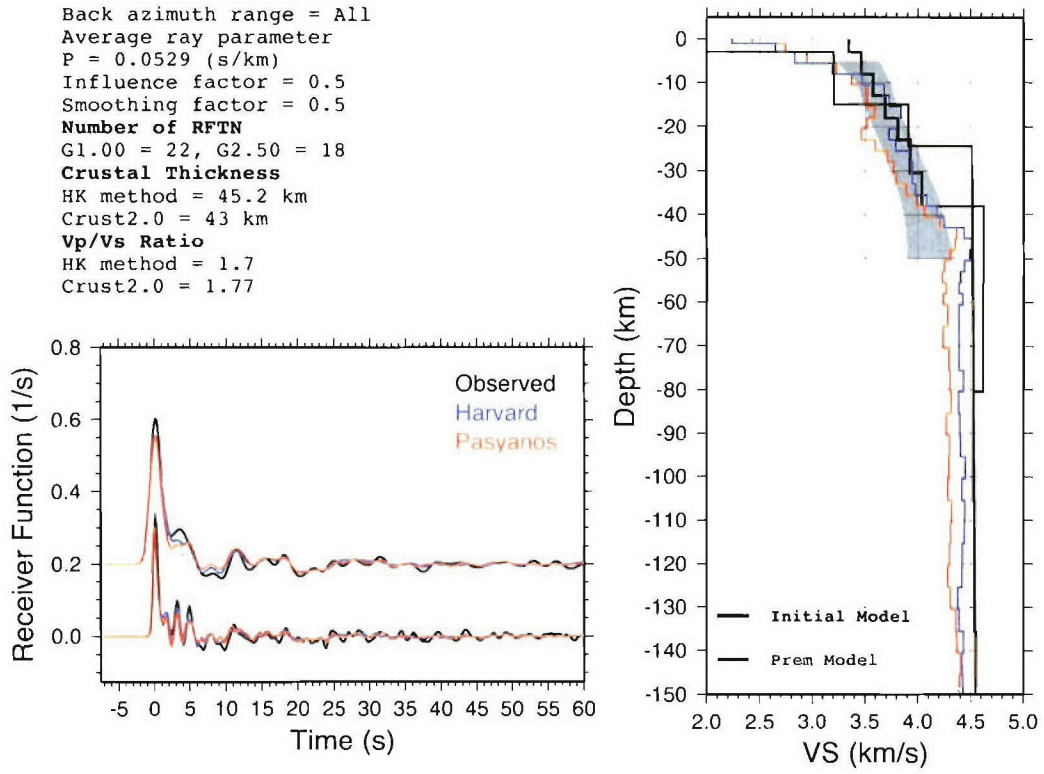 Back azimuth range = All
Average ray parameter
P = 0.0529 (s/km)
Influence factor = 0.5
Smoothing factor = 0.5
Number of RFTN
G1.00 = 22, G2.50 = 18
Crustal Thickness
HK method = 45.2 km
Crust2.0 = 43 km
Vp/Vs Ratio
HK method = 1.7
Crust2.0 = 1.77
0.8
0.6
0.4
0.2
0.0
Receiver Function (1/s)
Observed
Harvard
Pasyanos
-5 0 5 10 15 20 25 30 35 40 45 50 55 60
Time (s)
0
-10
-20
-30
-40
-50
-60
-70
-80
-90
-100
-110
-120
-130
-140
-150
Depth (km)
Initial Model
Prem Model
2.0 2.5 3.0 3.5 4.0 4.5 5.0
VS (km/s)